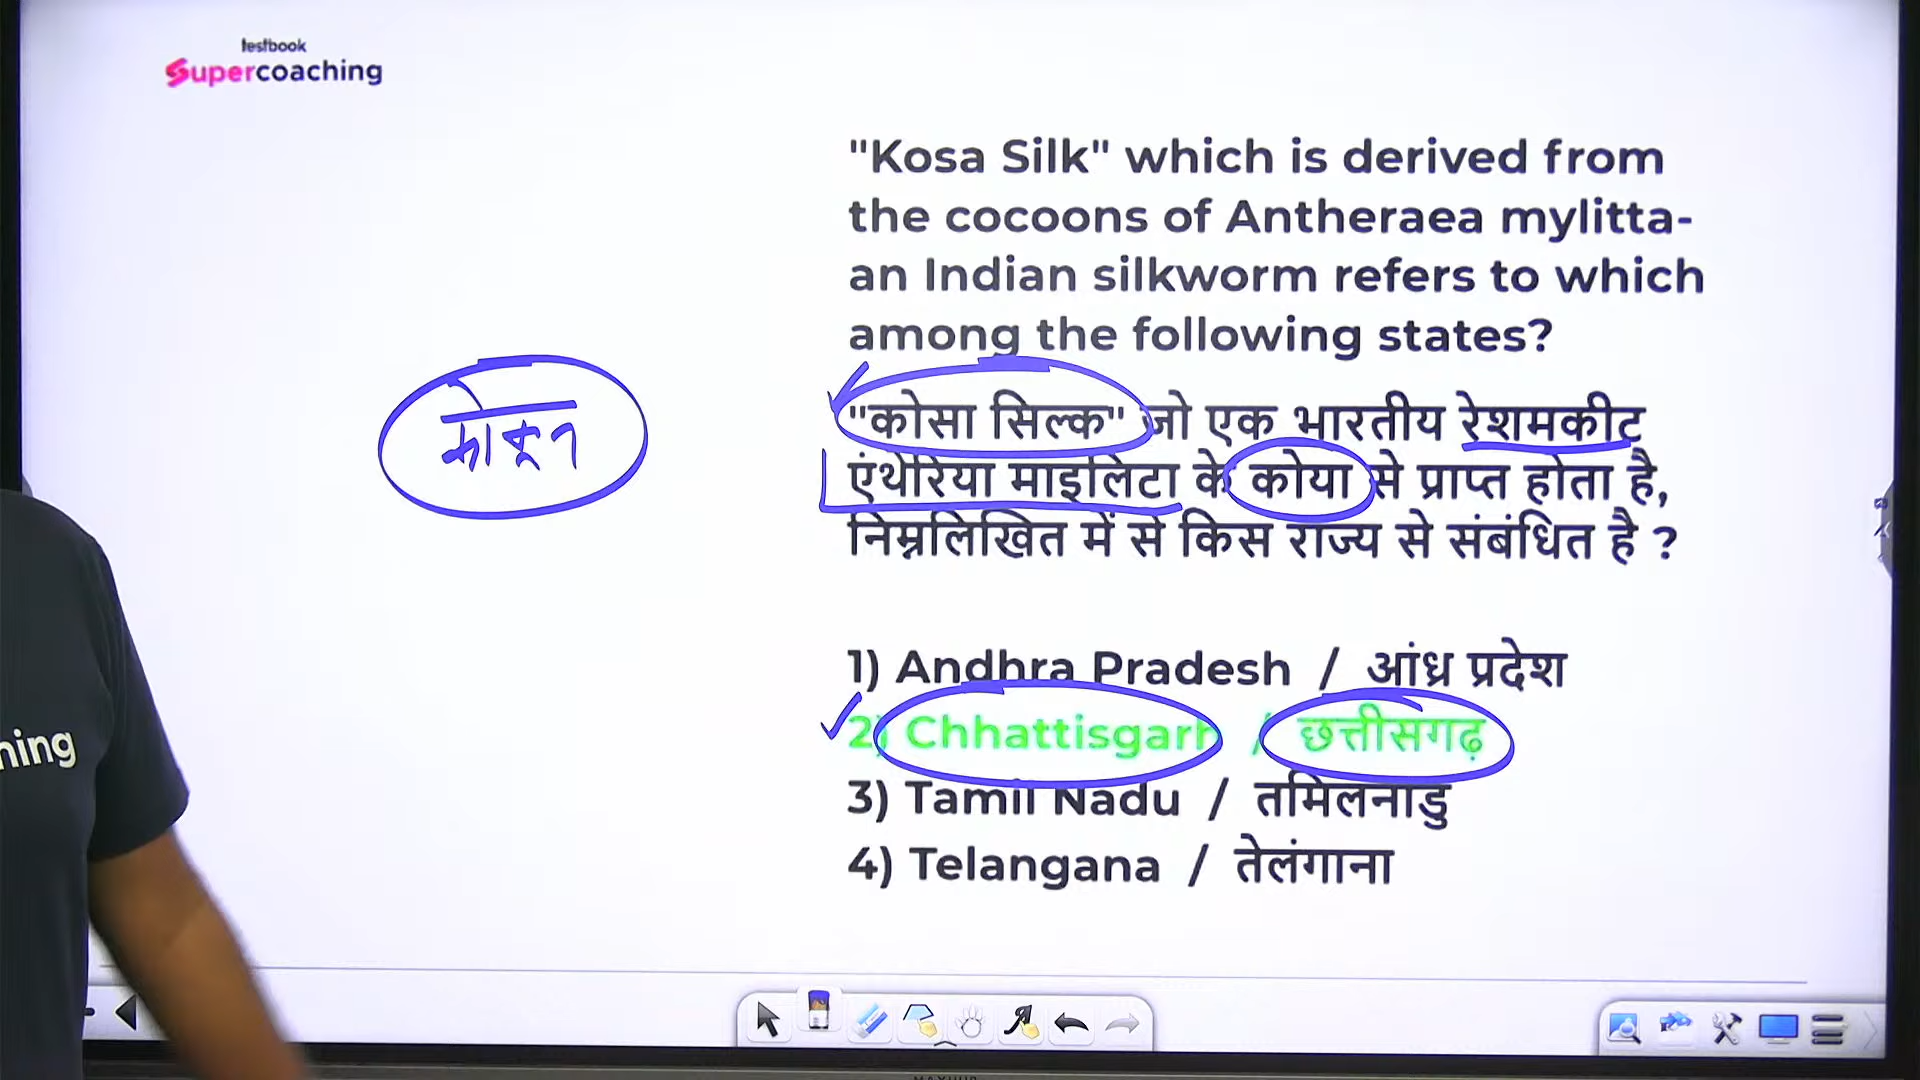 testbook
Supercoaching
"Kosa Silk" which is derived from
the cocoons of Antheraea mylitta-
an Indian silkworm refers to which
among the following states?
"कोसा सिल्क" जो एक भारतीय रेशमकीट
एंथेरिया माइलिटा के कोया से प्राप्त होता है,
निम्नलिखित में से किस राज्य से संबंधित है ?
कोकून
1) Andhra Pradesh / आंध्र प्रदेश
2) Chhattisgarh / छत्तीसगढ़
3) Tamil Nadu / तमिलनाडु
4) Telangana / तेलंगाना
hing